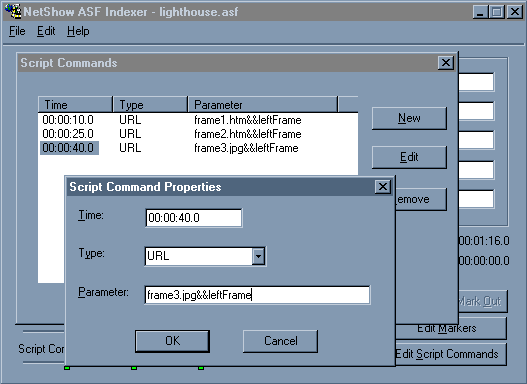 NetShow ASF Indexer - lighthouse.asf
File Edit Help
Script Commands
Time Type Parameter
00:00:10.0 URL frame1.htm&&leftFrame
00:00:25.0 URL frame2.htm&&leftFrame
00:00:40.0 URL frame3.jpg&&leftFrame
New
Edit
emove
Script Command Properties
Time: 00:00:40.0
Type: URL
Parameter: frame3.jpg&&leftFrame
OK Cancel
00:01:16.0
00:00:00.0
Mark Out
Edit Markers
Script Co
Edit Script Commands